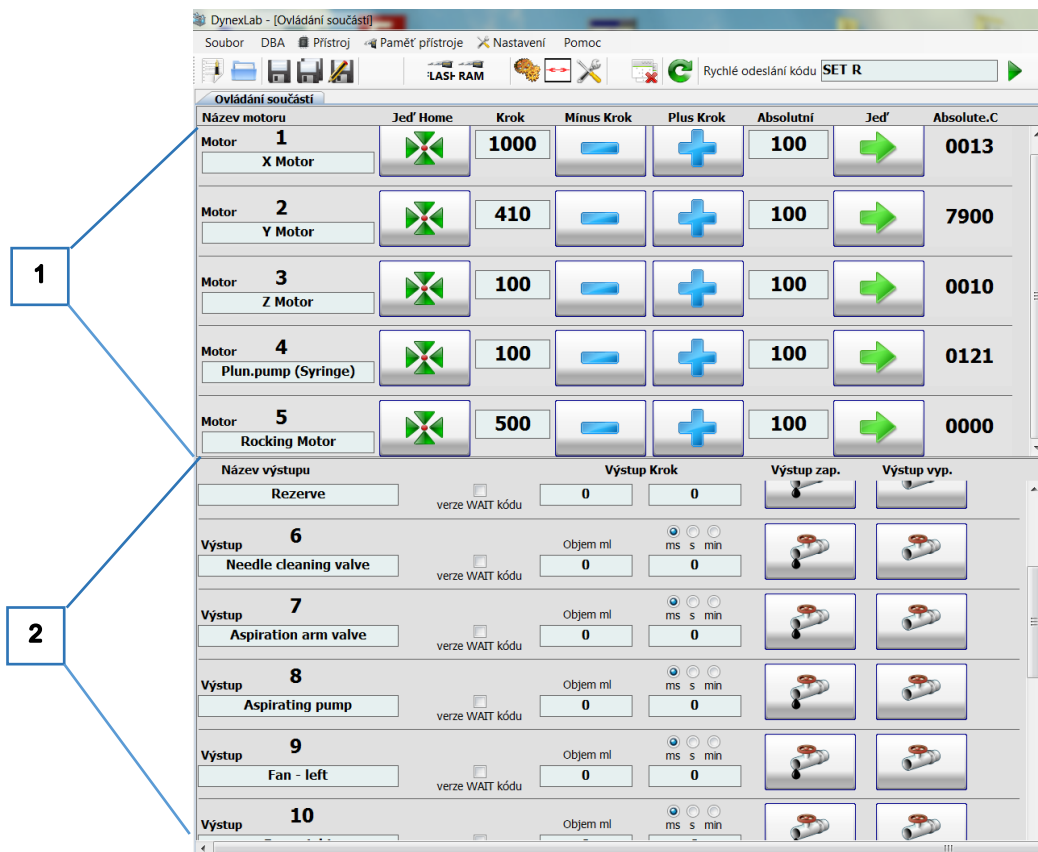 DynexLab - [Ovládání součástí]
Soubor DBA Přístroj Paměť přístroje Nastavení Pomoc
FLASH RAM Rychlé odeslání kódu SET R
Ovládání součástí
Název motoru Jeď Home Krok Mínus Krok Plus Krok Absolutní Jeď Absolute.C
Motor 1 1000 100 0013
X Motor
Motor 2 410 100 7900
Y Motor
1
Motor 3 100 100 0010
Z Motor
Motor 4 100 100 0121
Plun.pump (Syringe)
Motor 5 500 100 0000
Rocking Motor
Název výstupu Výstup Krok Výstup zap. Výstup vyp.
Rezerve verze WAIT kódu 0 0
Výstup 6 Objem ml ms s min
Needle cleaning valve verze WAIT kódu 0 0
2
Výstup 7 Objem ml ms s min
Aspiration arm valve verze WAIT kódu 0 0
Výstup 8 Objem ml ms s min
Aspirating pump verze WAIT kódu 0 0
Výstup 9 Objem ml ms s min
Fan - left verze WAIT kódu 0 0
Výstup 10 Objem ml ms s min